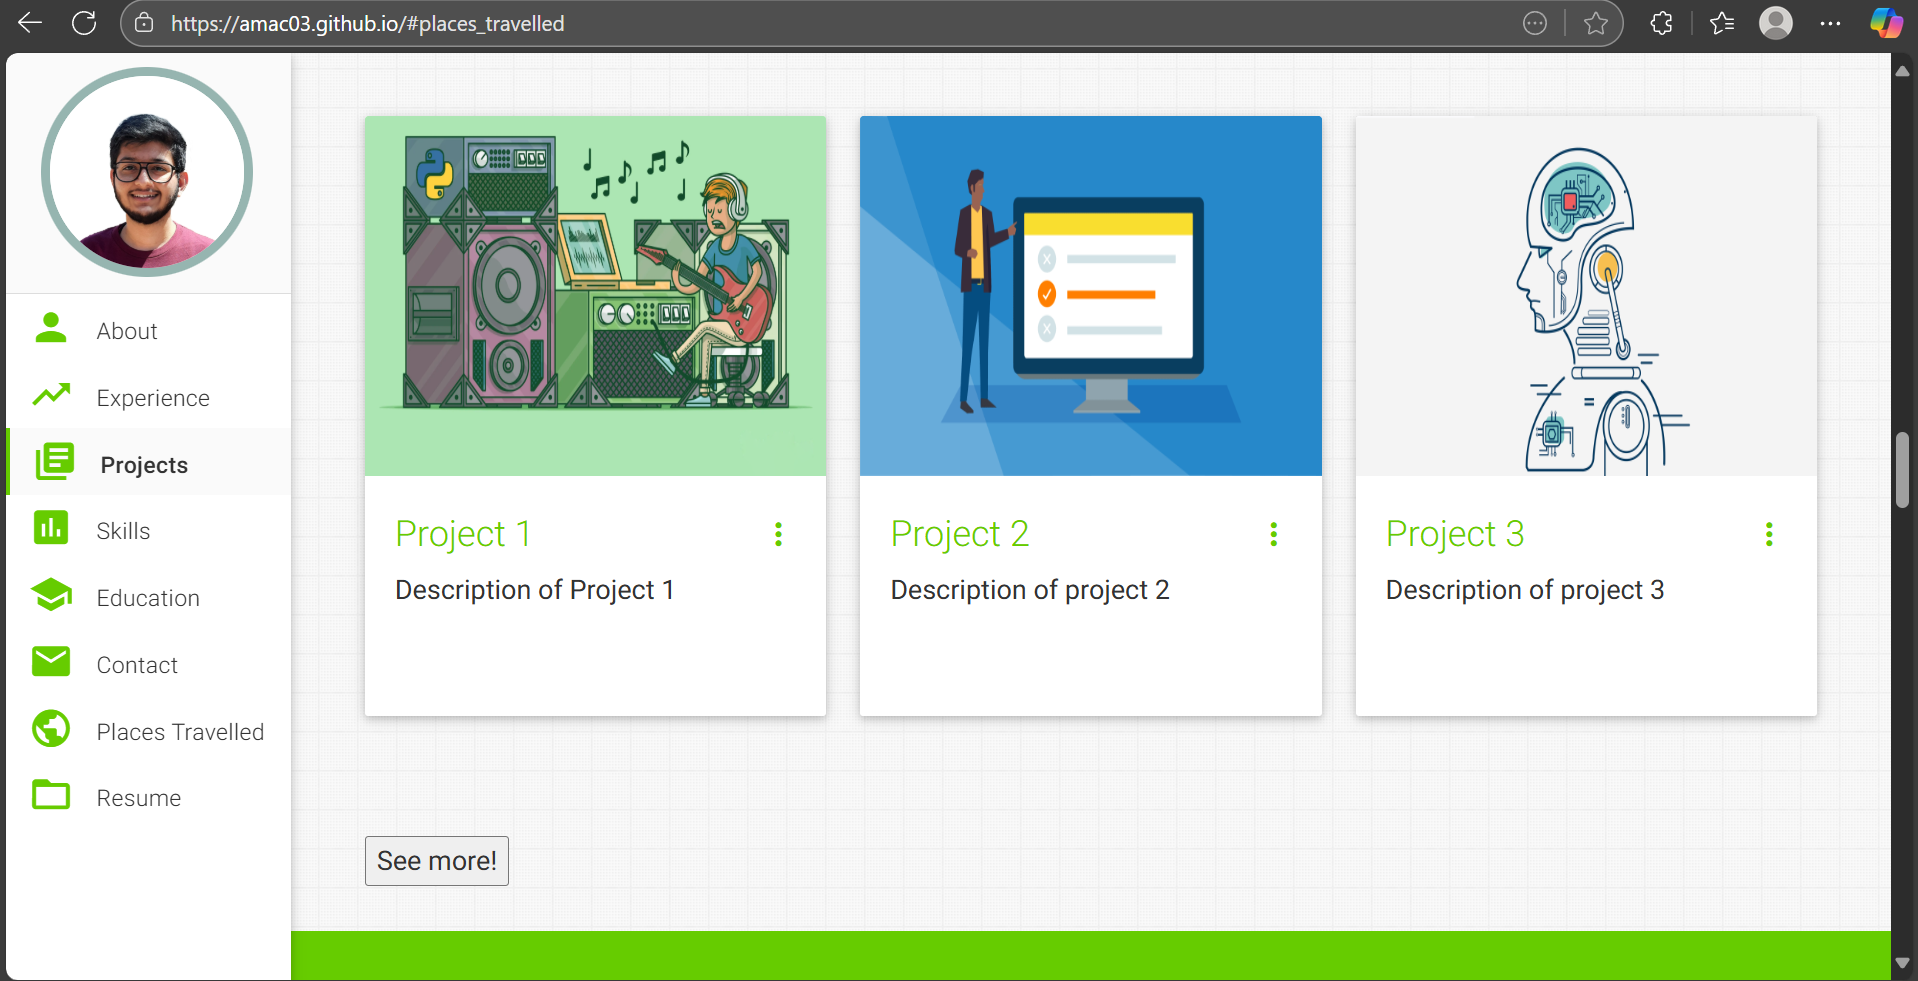 https://amac03.github.io/#places_travelled
About
Experience
Projects
Skills
Education
Contact
Places Travelled
Resume
Project 1
Description of Project 1
Project 2
Description of project 2
Project 3
Description of project 3
See more!